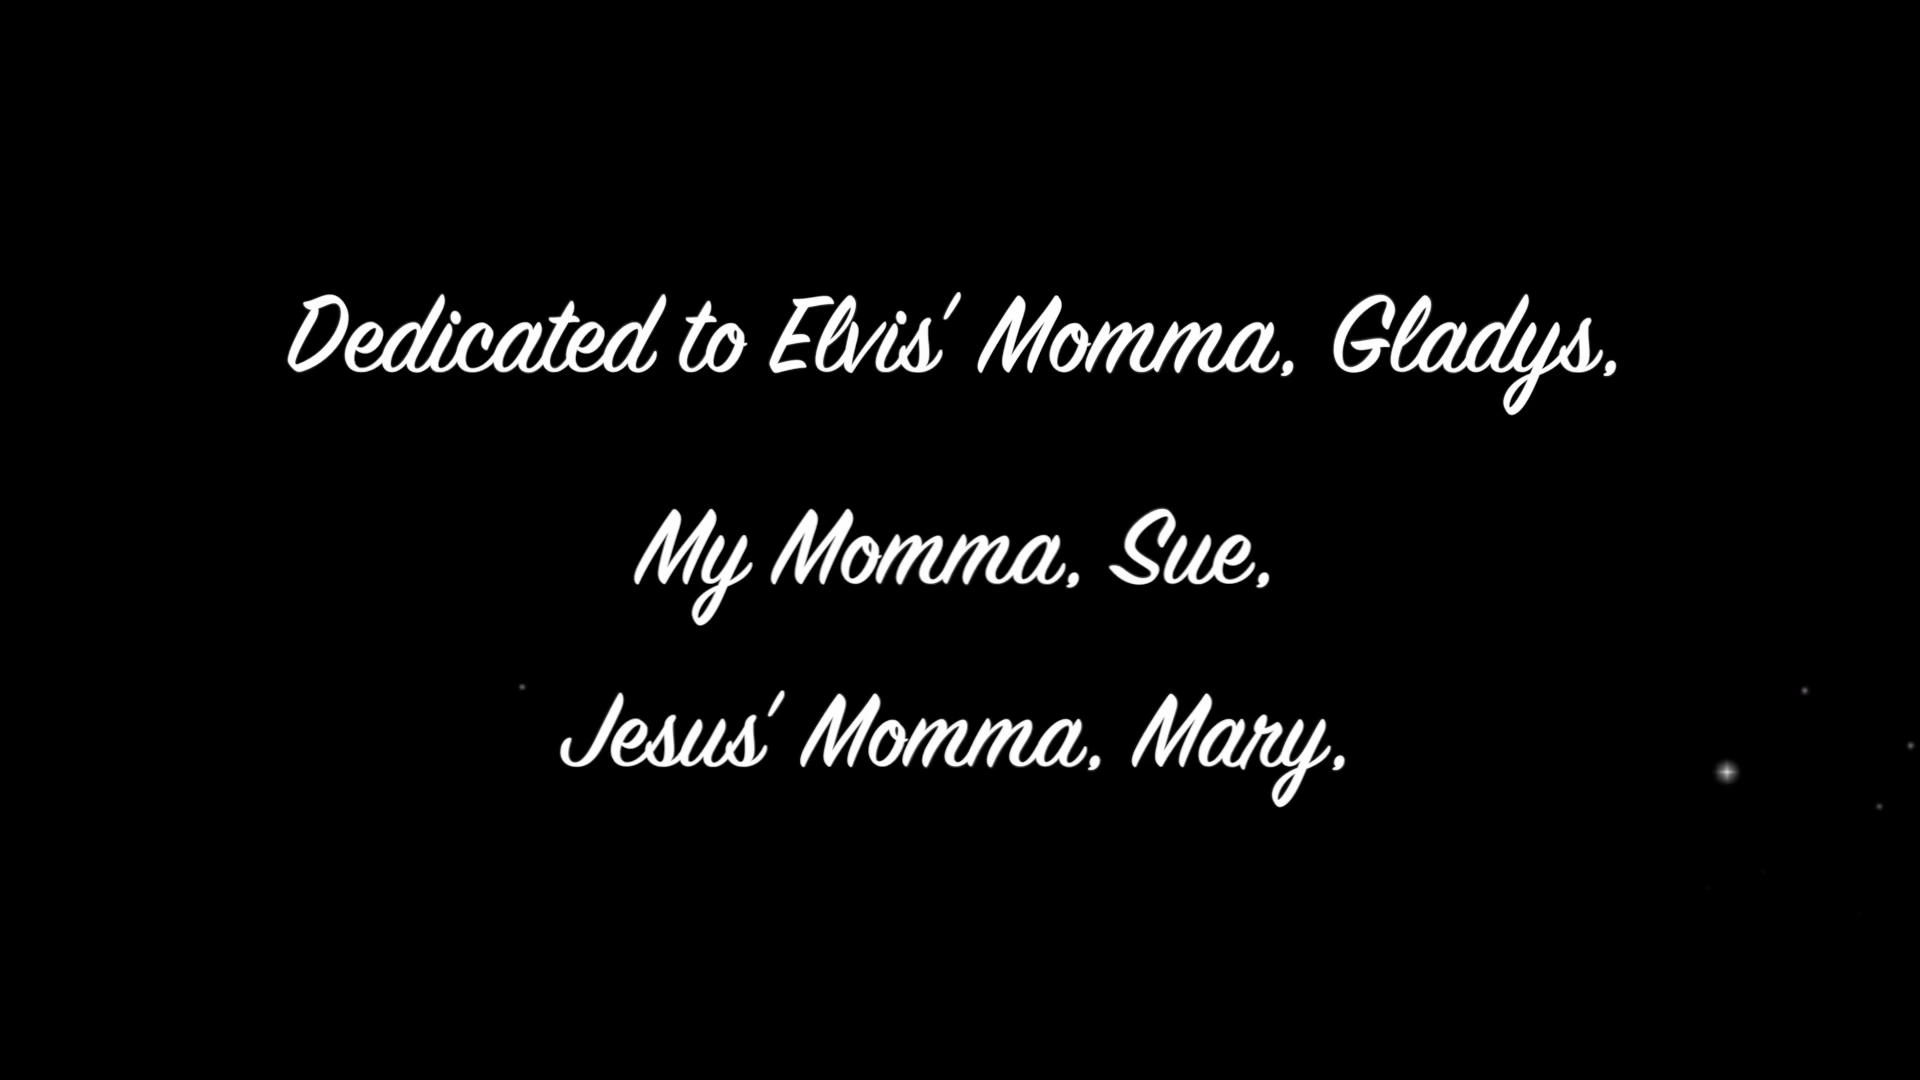 Dedicated to Elvis' Momma, Gladys,
My Momma, Sue,
Jesus' Momma, Mary,